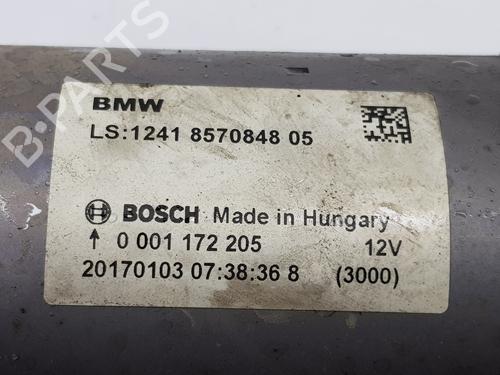 BMW
LS:1241 8570848 05
BOSCH Made in Hungary
0 001 172 205 12V
20170103 07:38:36 8 (3000)
B-PARTS